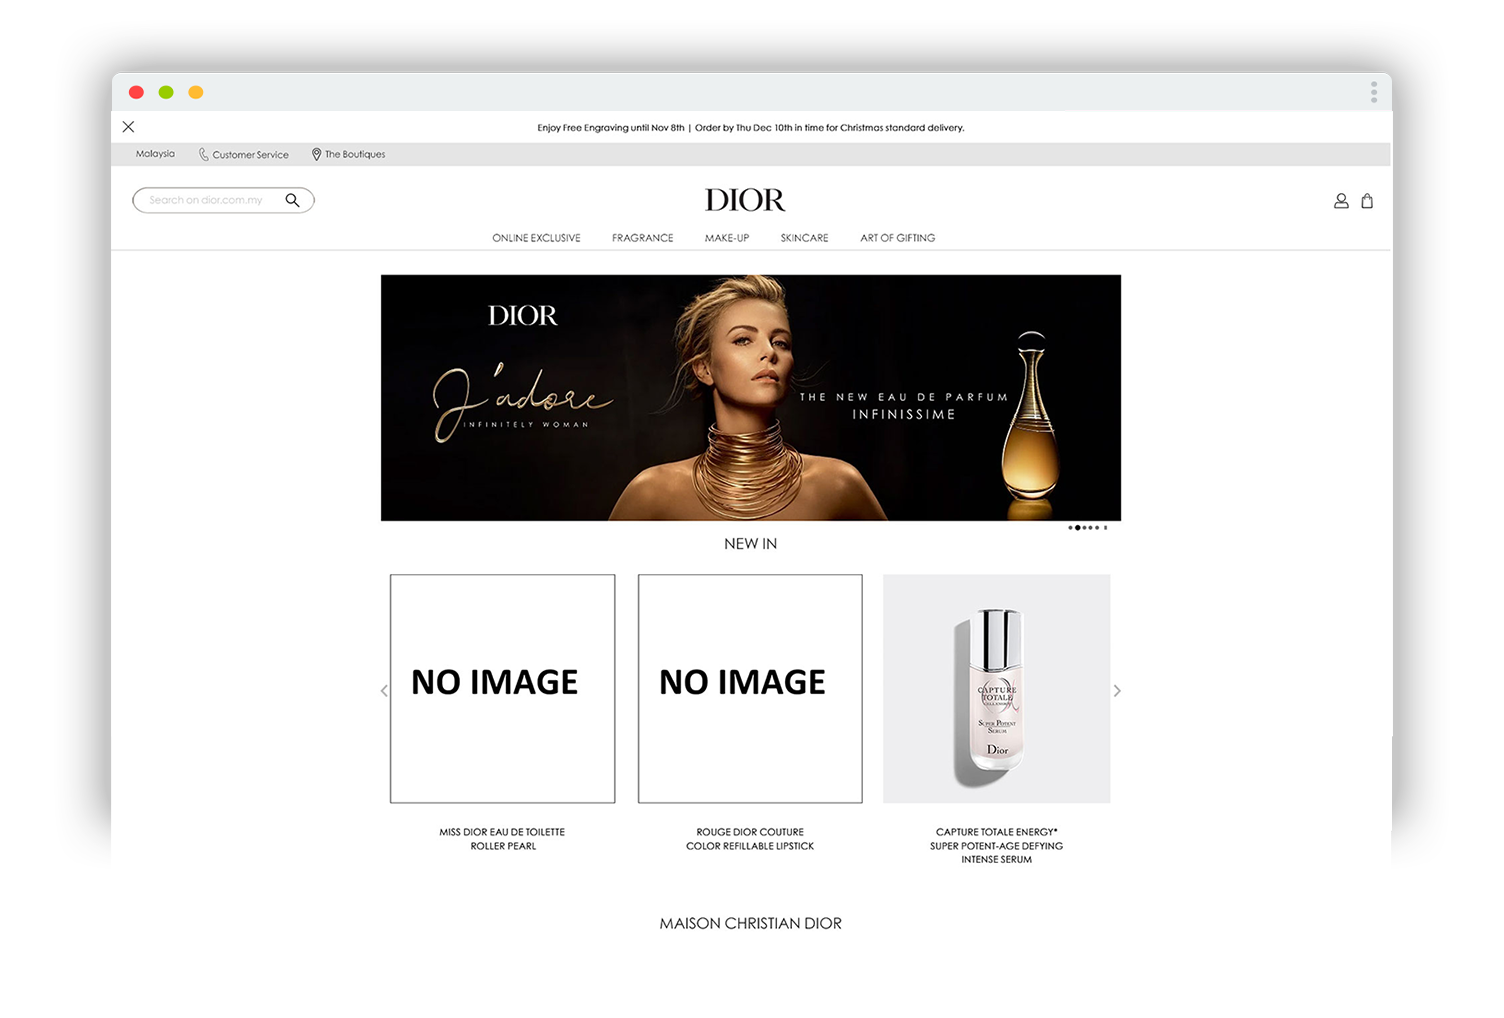 Enjoy Free Engraving until Nov 8th | Order by Thu Dec 10th in time for Christmas standard delivery.
Malaysia Customer Service The Boutiques
Search on dior.com.my
DIOR
ONLINE EXCLUSIVE FRAGRANCE MAKE-UP SKINCARE ART OF GIFTING
DIOR
J'adore
INFINITELY WOMAN
THE NEW EAU DE PARFUM
INFINISSIME
NEW IN
NO IMAGE
NO IMAGE
CAPTURE
TOTALE
SUPER POTENT
SERUM
Dior
MISS DIOR EAU DE TOILETTE
ROLLER PEARL
ROUGE DIOR COUTURE
COLOR REFILLABLE LIPSTICK
CAPTURE TOTALE ENERGY*
SUPER POTENT-AGE DEFYING
INTENSE SERUM
MAISON CHRISTIAN DIOR